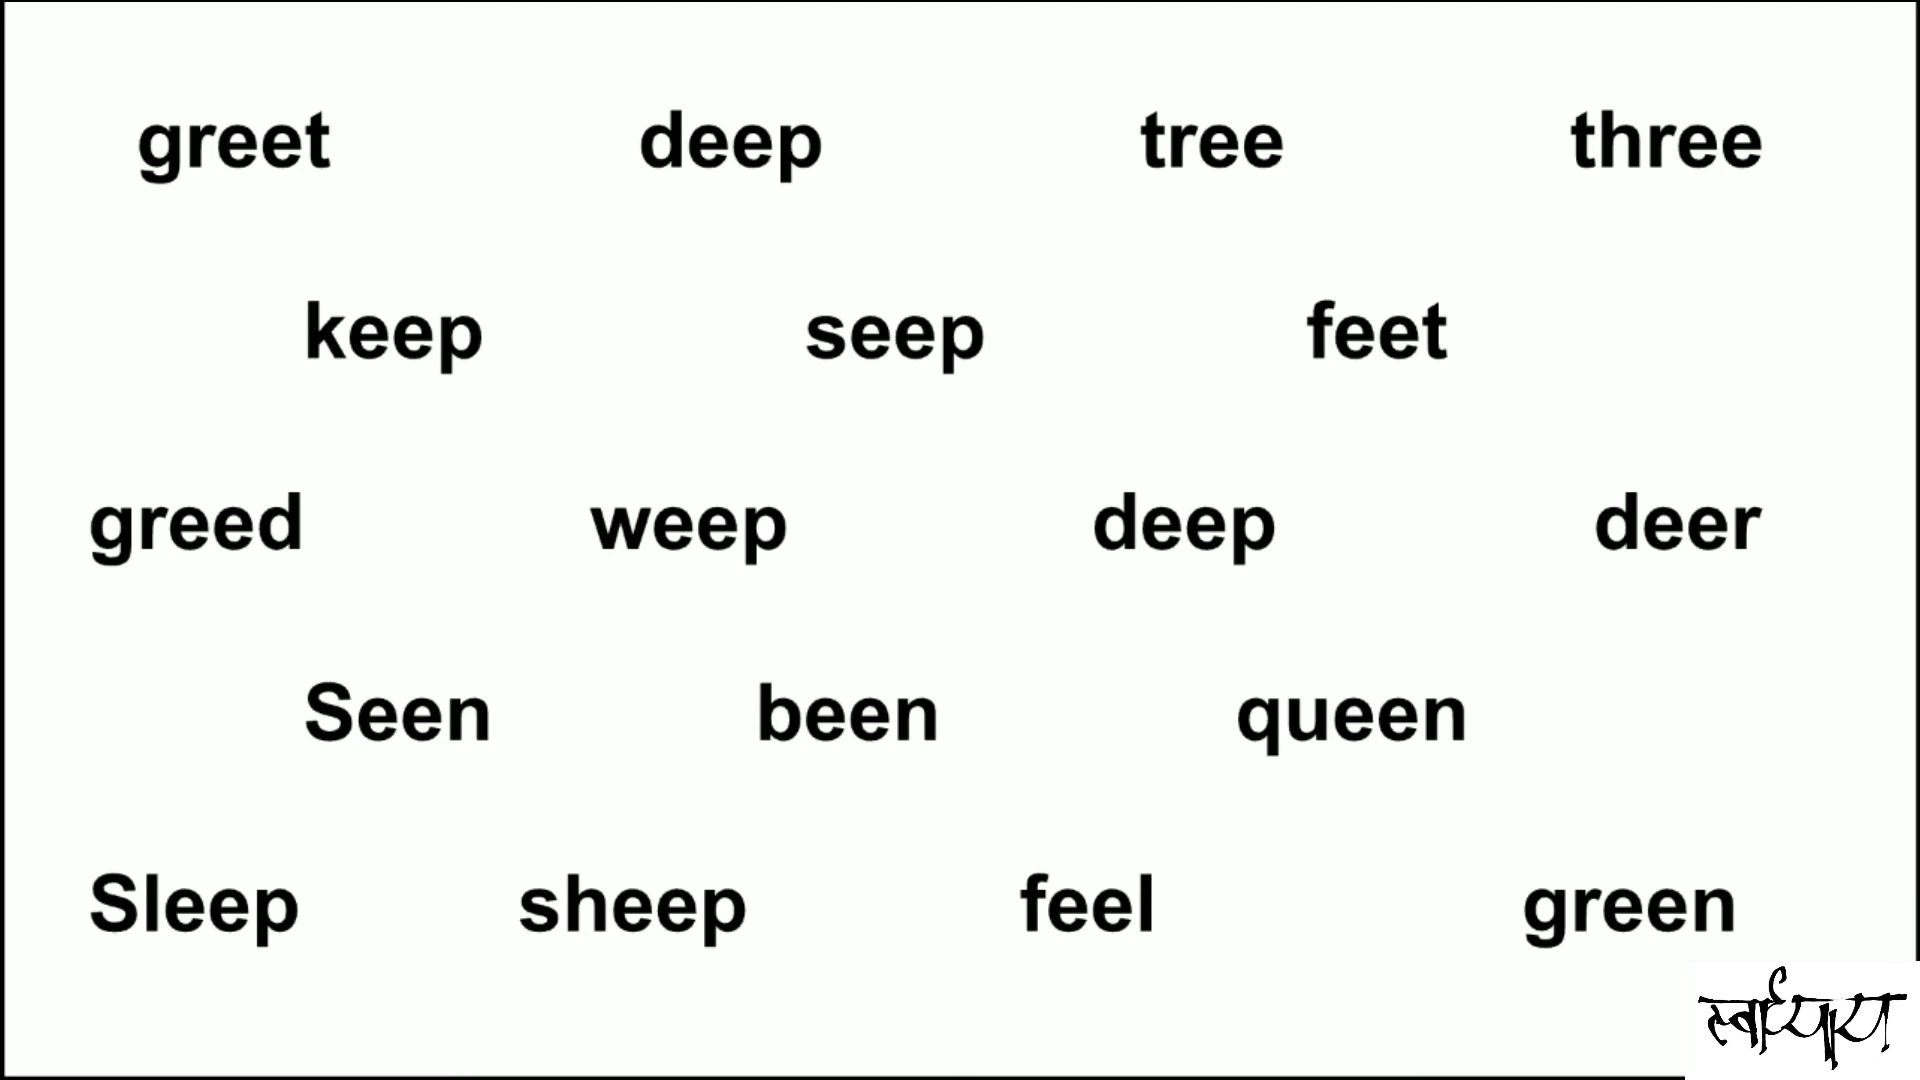 greet deep tree three
keep seep feet
greed weep deep deer
Seen been queen
Sleep sheep feel green
स्वाध्याय